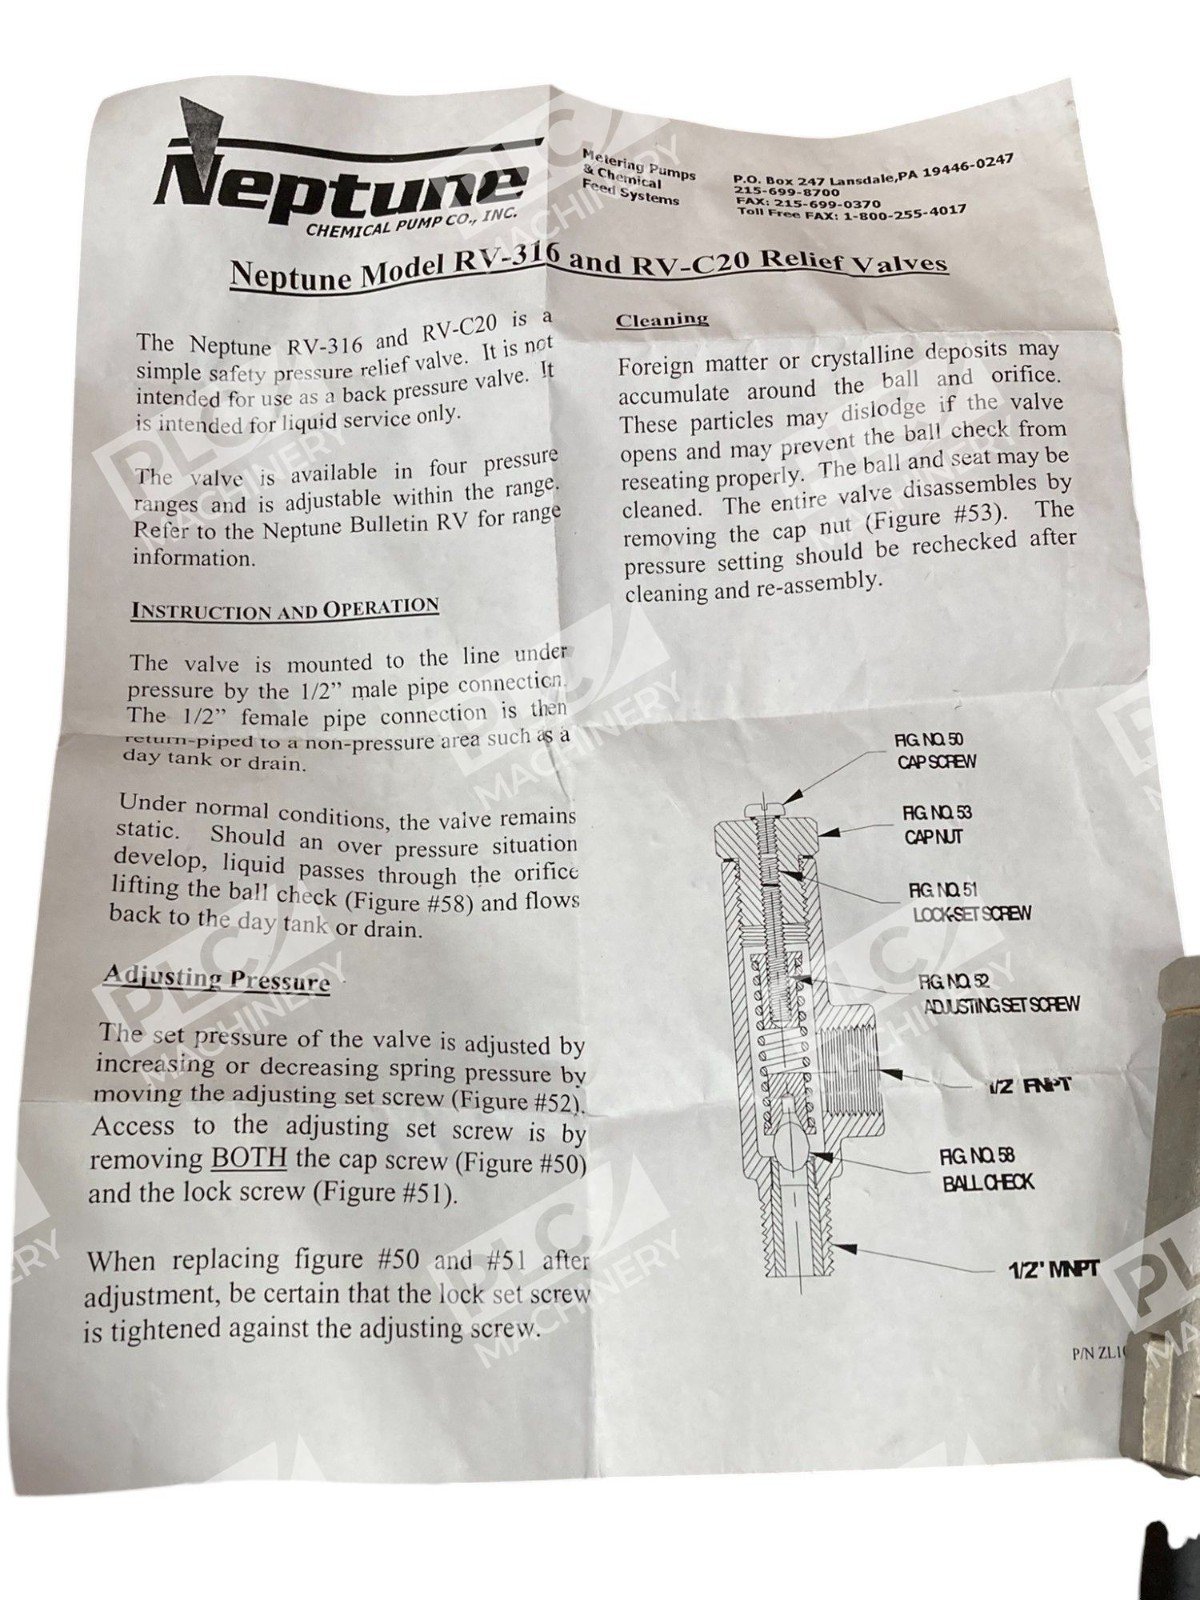 Neptune
CHEMICAL PUMP CO., INC.
Metering Pumps
& Chemical
Feed Systems
P.O. Box 247 Lansdale,PA 19446-0247
215-699-8700
FAX: 215-699-0370
Toll Free FAX: 1-800-255-4017
Neptune Model RV-316 and RV-C20 Relief Valves
The Neptune RV-316 and RV-C20 is a
simple safety pressure relief valve. It is not
intended for use as a back pressure valve. It
is intended for liquid service only.
The valve is available in four pressure
ranges and is adjustable within the range.
Refer to the Neptune Bulletin RV for range
information.
INSTRUCTION AND OPERATION
The valve is mounted to the line under
pressure by the 1/2” male pipe connection.
The 1/2” female pipe connection is then
return-piped to a non-pressure area such as a
day tank or drain.
Under normal conditions, the valve remains
static. Should an over pressure situation
develop, liquid passes through the orifice
lifting the ball check (Figure #58) and flows
back to the day tank or drain.
Adjusting Pressure
The set pressure of the valve is adjusted by
increasing or decreasing spring pressure by
moving the adjusting set screw (Figure #52).
Access to the adjusting set screw is by
removing BOTH the cap screw (Figure #50)
and the lock screw (Figure #51).
When replacing figure #50 and #51 after
adjustment, be certain that the lock set screw
is tightened against the adjusting screw.
Cleaning
Foreign matter or crystalline deposits may
accumulate around the ball and orifice.
These particles may dislodge if the valve
opens and may prevent the ball check from
reseating properly. The ball and seat may be
cleaned. The entire valve disassembles by
removing the cap nut (Figure #53). The
pressure setting should be rechecked after
cleaning and re-assembly.
FIG. NO. 50
CAP SCREW
FIG. NO. 53
CAP NUT
FIG. NO. 51
LOCK-SET SCREW
FIG. NO. 52
ADJUSTING SET SCREW
1/2" FNPT
FIG. NO. 58
BALL CHECK
1/2" MNPT
P/N ZL10
PLC
MACHINERY
PLC
MACHINERY
PLC
MACHINERY
PLC
MACHINERY
PLC
MACHINERY
PLC
MACHINERY
PLC
MACHINERY